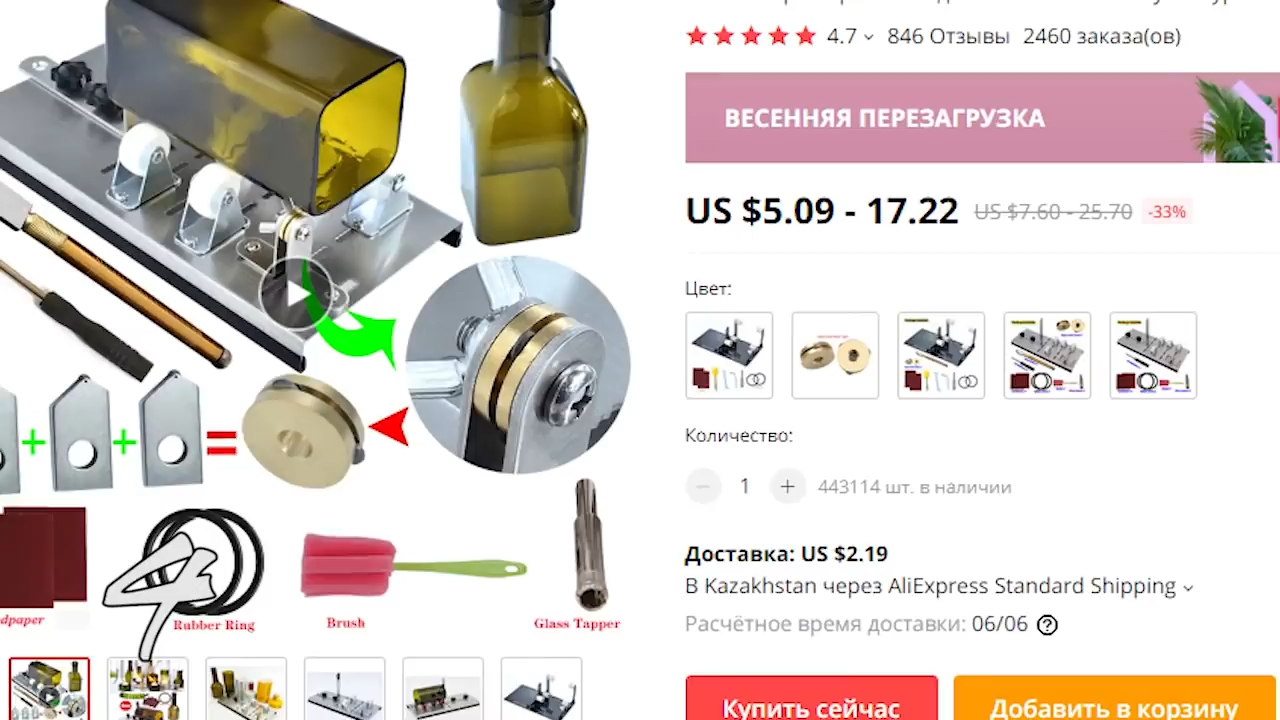 4.7 846 Отзывы 2460 заказа(ов)
ВЕСЕННЯЯ ПЕРЕЗАГРУЗКА
US $5.09 - 17.22 US $7.60 - 25.70 -33%
Цвет:
Количество:
− 1 + 443114 шт. в наличии
Доставка: US $2.19
В Kazakhstan через AliExpress Standard Shipping
Расчётное время доставки: 06/06 ?
Купить сейчас Добавить в корзину
+ + =
4
dpaper
Rubber Ring
Brush
Glass Tapper